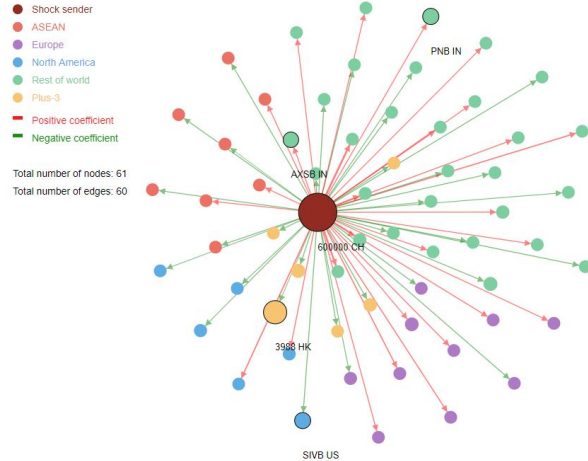 Shock sender
ASEAN
Europe
North America
Rest of world
Plus-3
Positive coefficient
Negative coefficient
Total number of nodes: 61
Total number of edges: 60
PNB IN
AXSB IN
600000 CH
3988 HK
SIVB US